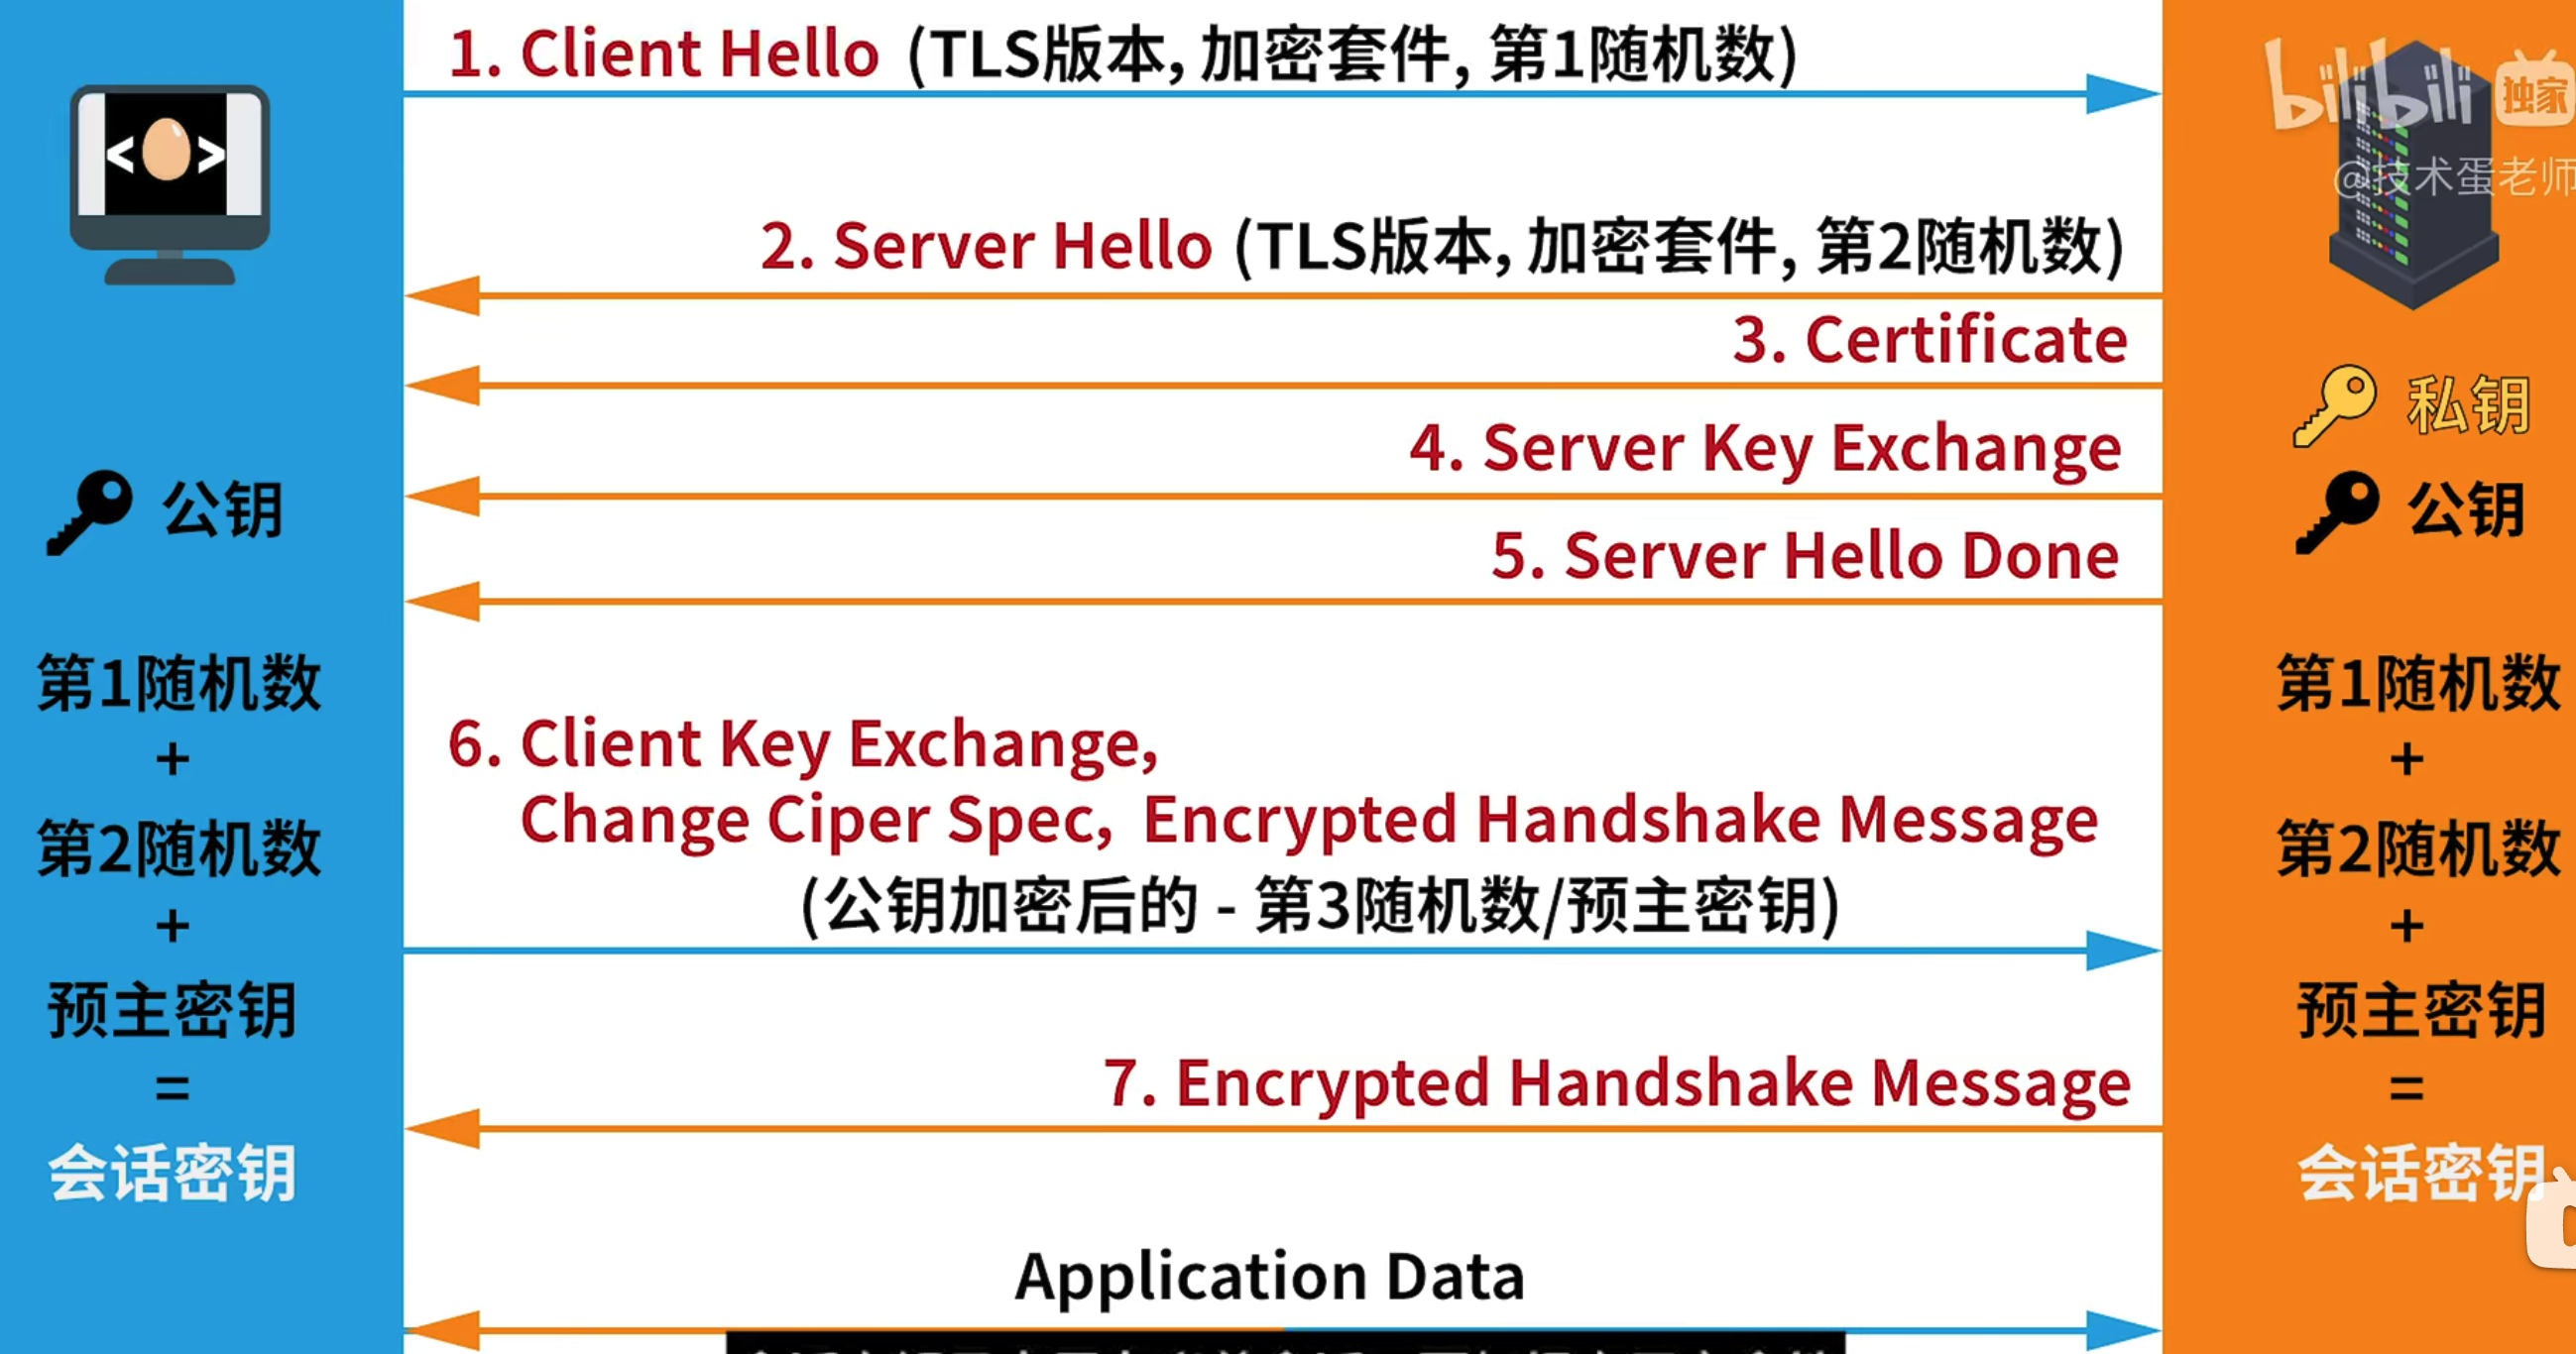 1. Client Hello (TLS版本, 加密套件, 第1随机数)
bilibili 独家
@技术蛋老师
< >
2. Server Hello (TLS版本, 加密套件, 第2随机数)
3. Certificate
私钥
4. Server Key Exchange
公钥
公钥
5. Server Hello Done
第1随机数
+
第2随机数
+
预主密钥
=
会话密钥
6. Client Key Exchange,
Change Ciper Spec, Encrypted Handshake Message
(公钥加密后的 - 第3随机数/预主密钥)
7. Encrypted Handshake Message
第1随机数
+
第2随机数
+
预主密钥
=
会话密钥
Application Data